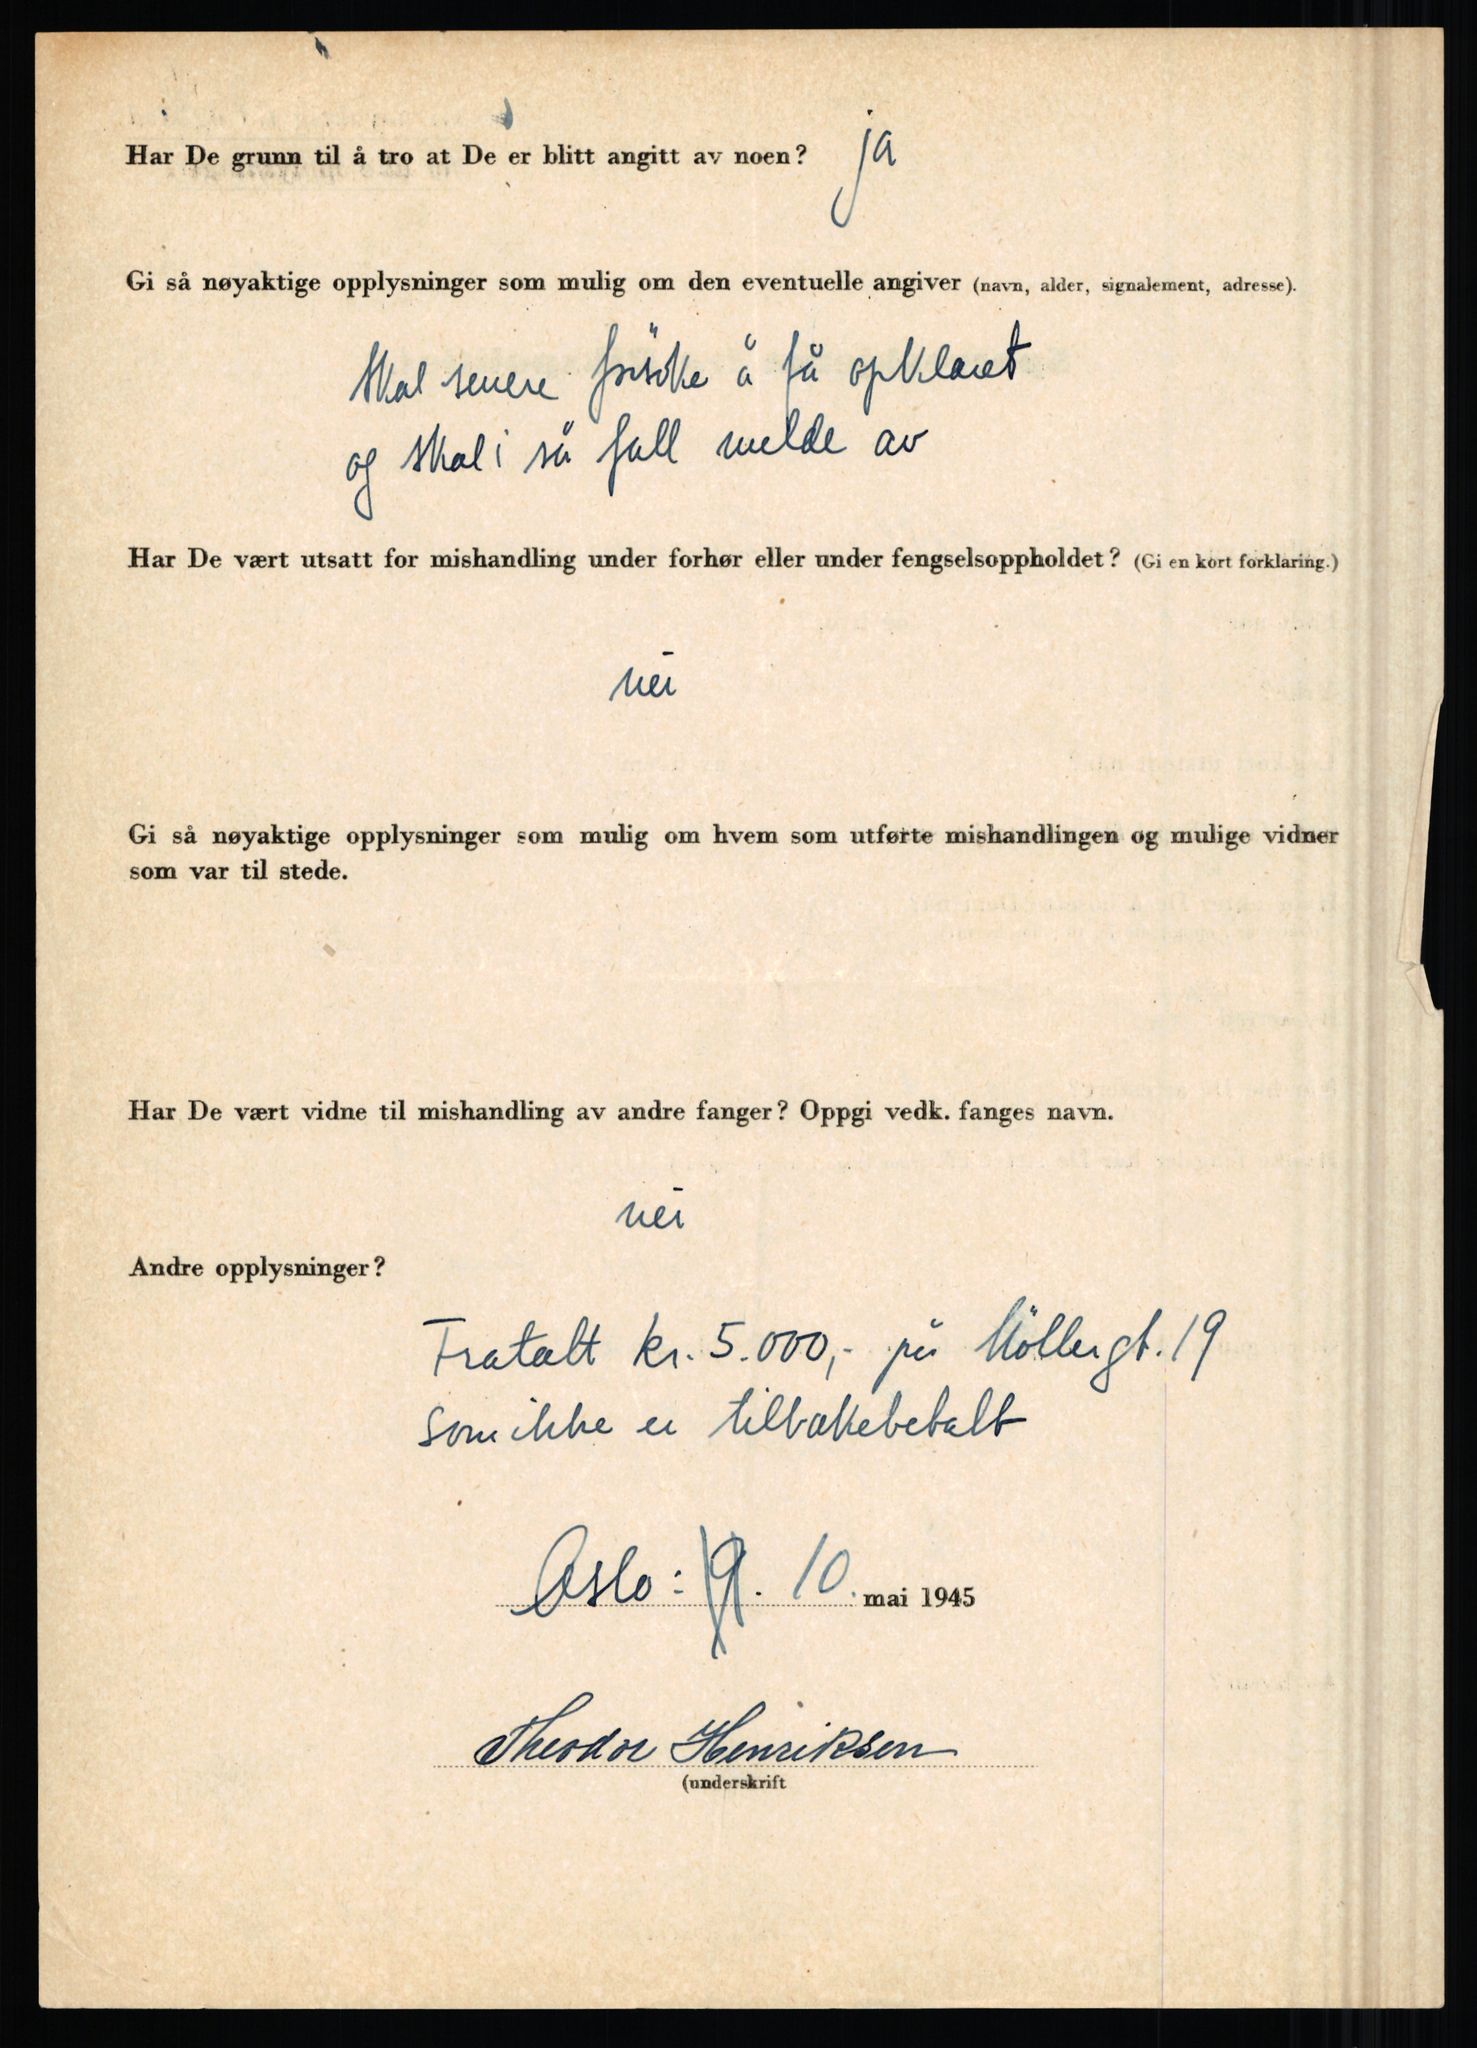 Har De grunn til å tro at De er blitt angitt av noen? ja
Gi så nøyaktige opplysninger som mulig om den eventuelle angiver (navn, alder, signalement, adresse).
Skal senere forsöke å få opklaret
og skal i så fall melde av
Har De vært utsatt for mishandling under forhør eller under fengselsoppholdet? (Gi en kort forklaring.)
nei
Gi så nøyaktige opplysninger som mulig om hvem som utførte mishandlingen og mulige vidner
som var til stede.
Har De vært vidne til mishandling av andre fanger? Oppgi vedk. fanges navn.
nei
Andre opplysninger?
Fratalt kr. 5.000,- på Möllergt. 19
som ikke er tilbakebetalt
Oslo: 9. 10. mai 1945
Theodor Henriksen
(underskrift